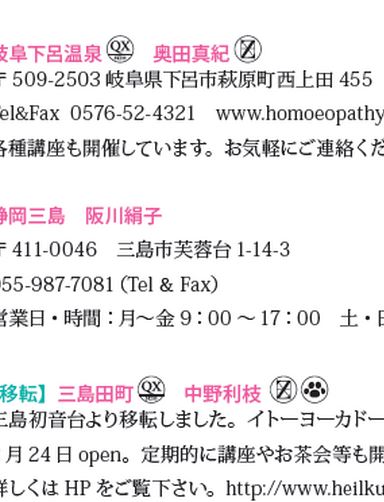 岐阜下呂温泉 QX 奥田真紀
〒509-2503 岐阜県下呂市萩原町西上田 455
Tel&Fax 0576-52-4321 www.homoeopathy
各種講座も開催しています。お気軽にご連絡くだ
静岡三島 阪川絹子
〒411-0046 三島市芙蓉台 1-14-3
055-987-7081（Tel & Fax）
営業日・時間：月〜金 9：00 〜 17：00 土・日
移転】三島田町 QX 中野利枝
三島初音台より移転しました。イトーヨーカドー
月 24 日 open。定期的に講座やお茶会等も開
詳しくは HP をご覧下さい。http://www.heilku